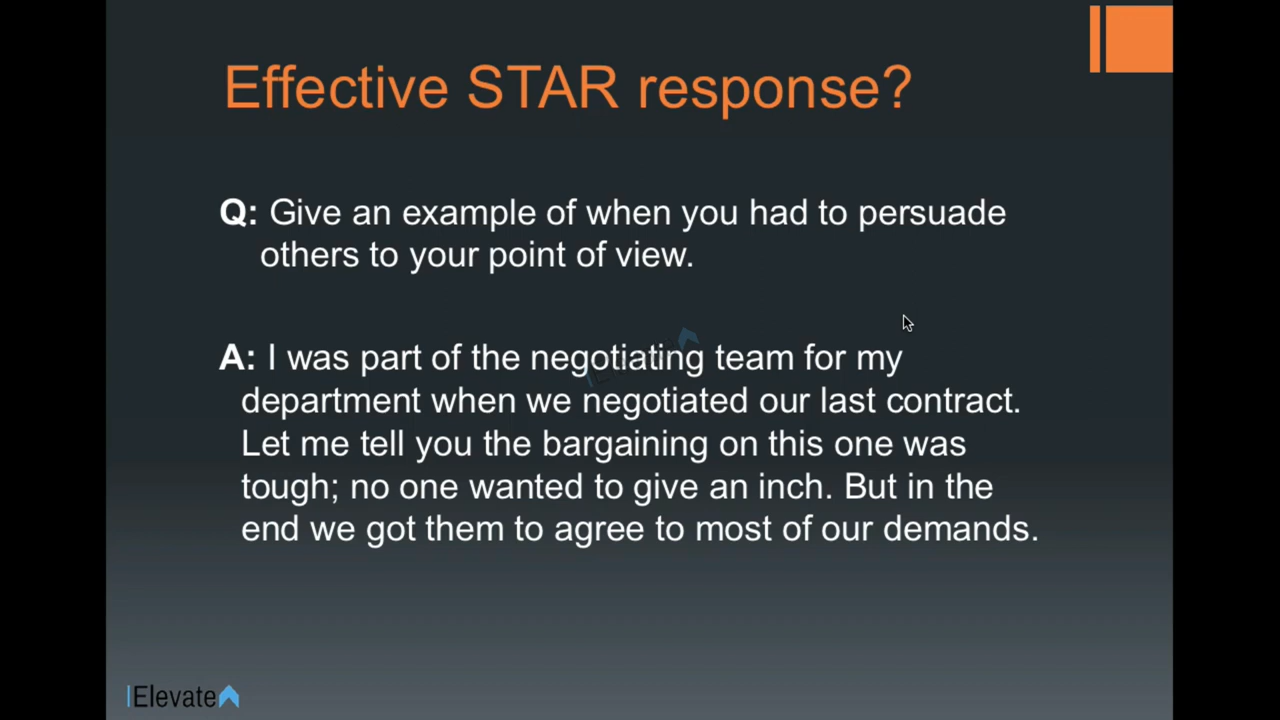 Effective STAR response?
Q: Give an example of when you had to persuade
others to your point of view.
A: I was part of the negotiating team for my
department when we negotiated our last contract.
Let me tell you the bargaining on this one was
tough; no one wanted to give an inch. But in the
end we got them to agree to most of our demands.
Elevate